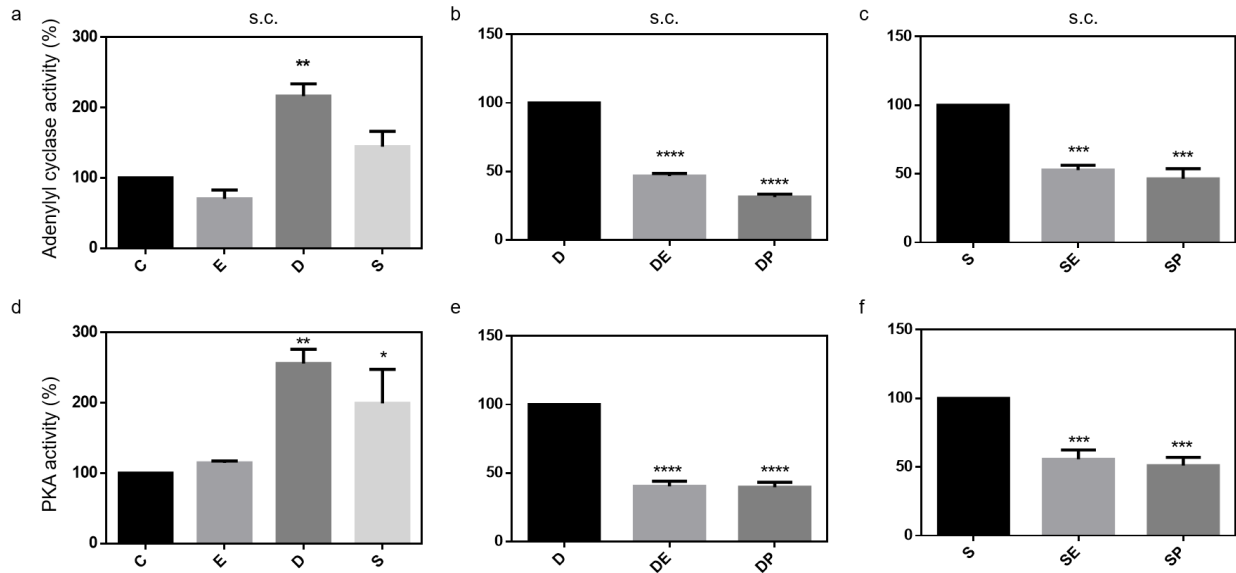 a
s.c.
Adenylyl cyclase activity (%)
300
200
100
0
**
C E D S
b
s.c.
150
100
50
0
****
****
D DE DP
c
s.c.
150
100
50
0
***
***
S SE SP
d
PKA activity (%)
300
200
100
0
**
*
C E D S
e
150
100
50
0
****
****
D DE DP
f
150
100
50
0
***
***
S SE SP